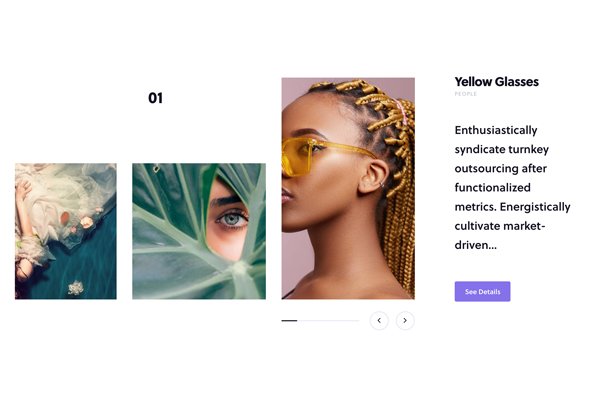 01
Yellow Glasses
PEOPLE
Enthusiastically
syndicate turnkey
outsourcing after
functionalized
metrics. Energistically
cultivate market-
driven...
See Details